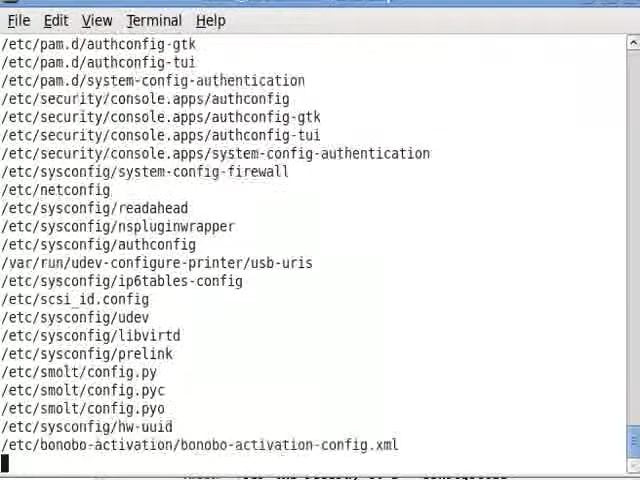 File Edit View Terminal Help
/etc/pam.d/authconfig-gtk
/etc/pam.d/authconfig-tui
/etc/pam.d/system-config-authentication
/etc/security/console.apps/authconfig
/etc/security/console.apps/authconfig-gtk
/etc/security/console.apps/authconfig-tui
/etc/security/console.apps/system-config-authentication
/etc/sysconfig/system-config-firewall
/etc/netconfig
/etc/sysconfig/readahead
/etc/sysconfig/nspluginwrapper
/etc/sysconfig/authconfig
/var/run/udev-configure-printer/usb-uris
/etc/sysconfig/ip6tables-config
/etc/scsi_id.config
/etc/sysconfig/udev
/etc/sysconfig/libvirtd
/etc/sysconfig/prelink
/etc/smolt/config.py
/etc/smolt/config.pyc
/etc/smolt/config.pyo
/etc/sysconfig/hw-uuid
/etc/bonobo-activation/bonobo-activation-config.xml